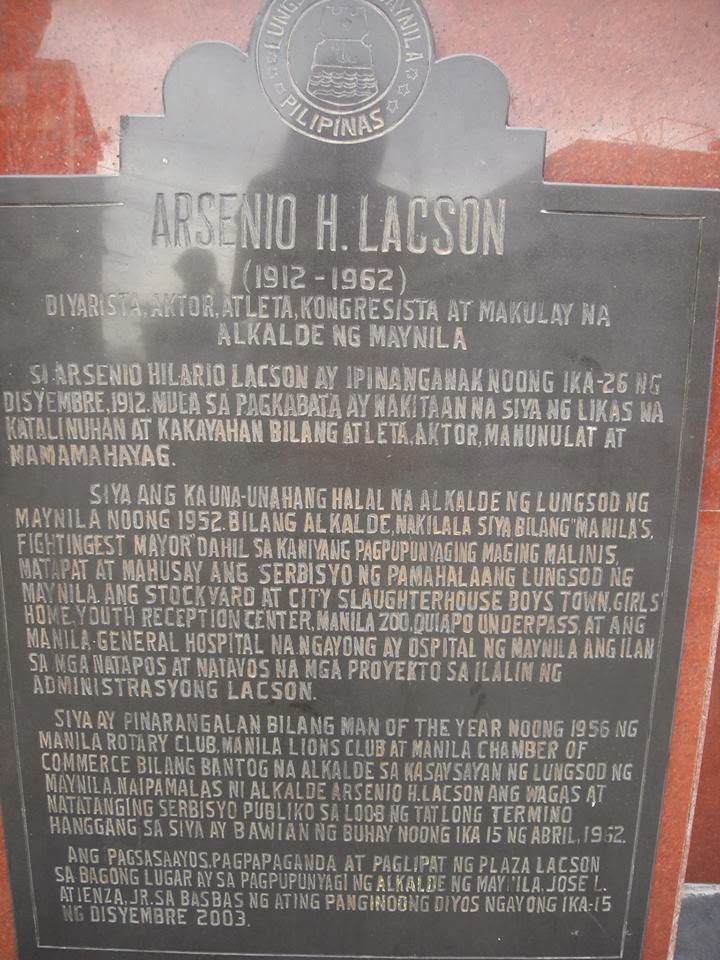 LUNGSOD NG MAYNILA
PILIPINAS
ARSENIO H. LACSON
(1912-1962)
DIYARISTA, AKTOR, ATLETA, KONGRESISTA AT MAKULAY NA
ALKALDE NG MAYNILA
SI ARSENIO HILARIO LACSON AY IPINANGANAK NOONG IKA-26 NG
DISYEMBRE, 1912. MULA SA PAGKABATA AY NAKITAAN NA SIYA NG LIKAS NA
KATALINUHAN AT KAKAYAHAN BILANG ATLETA, AKTOR, MANUNULAT AT
MAMAMAHAYAG.
SIYA ANG KAUNA-UNAHANG HALAL NA ALKALDE NG LUNGSOD NG
MAYNILA NOONG 1952. BILANG ALKALDE, NAKILALA SIYA BILANG "MANILA'S,
FIGHTINGEST MAYOR" DAHIL SA KANIYANG PAGPUPUNYAGING MAGING MALINIS,
MATAPAT AT MAHUSAY ANG SERBISYO NG PAMAHALAANG LUNGSOD NG
MAYNILA. ANG STOCKYARD AT CITY SLAUGHTERHOUSE BOYS TOWN, GIRLS'
HOME, YOUTH RECEPTION CENTER, MANILA ZOO, QUIAPO UNDERPASS, AT ANG
MANILA GENERAL HOSPITAL NA NGAYONG AY OSPITAL NG MAYNILA ANG ILAN
SA MGA NATAPOS AT NATAYOS NA MGA PROYEKTO SA ILALIM NG
ADMINISTRASYONG LACSON.
SIYA AY PINARANGALAN BILANG MAN OF THE YEAR NOONG 1956 NG
MANILA ROTARY CLUB, MANILA LIONS CLUB AT MANILA CHAMBER OF
COMMERCE BILANG BANTOG NA ALKALDE SA KASAYSAYAN NG LUNGSOD NG
MAYNILA. NAIPAMALAS NI ALKALDE ARSENIO H. LACSON ANG WAGAS AT
NATATANGING SERBISYO PUBLIKO SA LOOB NG TATLONG TERMINO
HANGGANG SA SIYA AY BAWIAN NG BUHAY NOONG IKA 15 NG ABRIL, 1962.
ANG PAGSASAAYOS, PAGPAPAGANDA AT PAGLIPAT NG PLAZA LACSON
SA BAGONG LUGAR AY SA PAGPUPUNYAGI NG ALKALDE NG MAYNILA, JOSE L.
ATIENZA, JR. SA BASBAS NG ATING PANGINOONG DIYOS NGAYONG IKA-15
NG DISYEMBRE 2003.